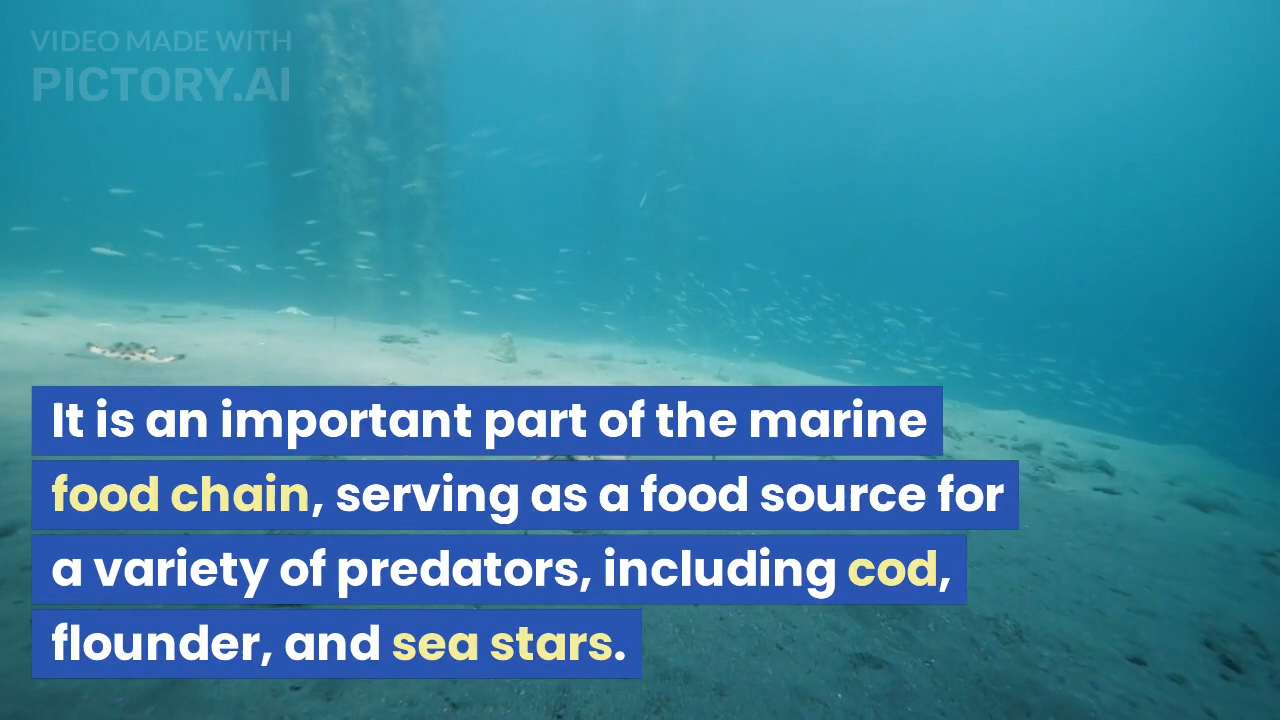 VIDEO MADE WITH
PICTORY.AI
It is an important part of the marine
food chain, serving as a food source for
a variety of predators, including cod,
flounder, and sea stars.